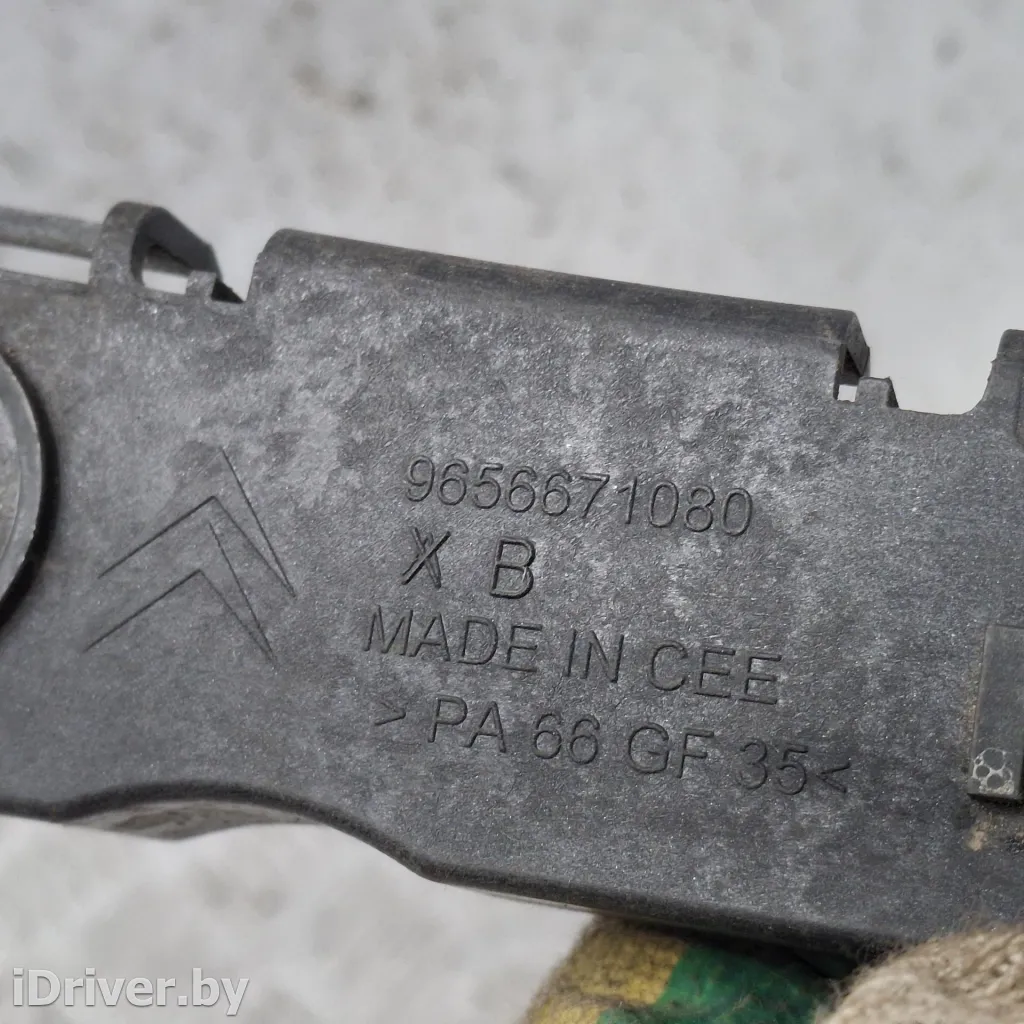 9656671080
X B
MADE IN CEE
>PA 66 GF 35<
iDriver.by